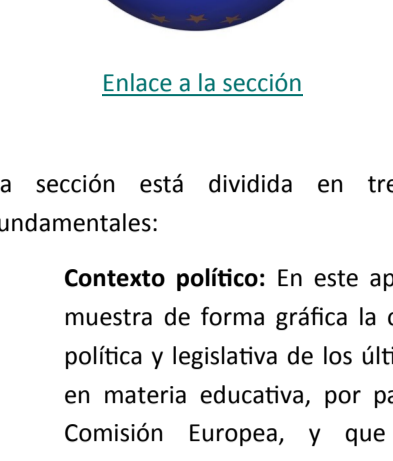 Enlace a la sección
sección está dividida en
Contexto político: En este
muestra de forma gráfica la
política y legislativa de los
en materia educativa, por
Comisión Europea, y que